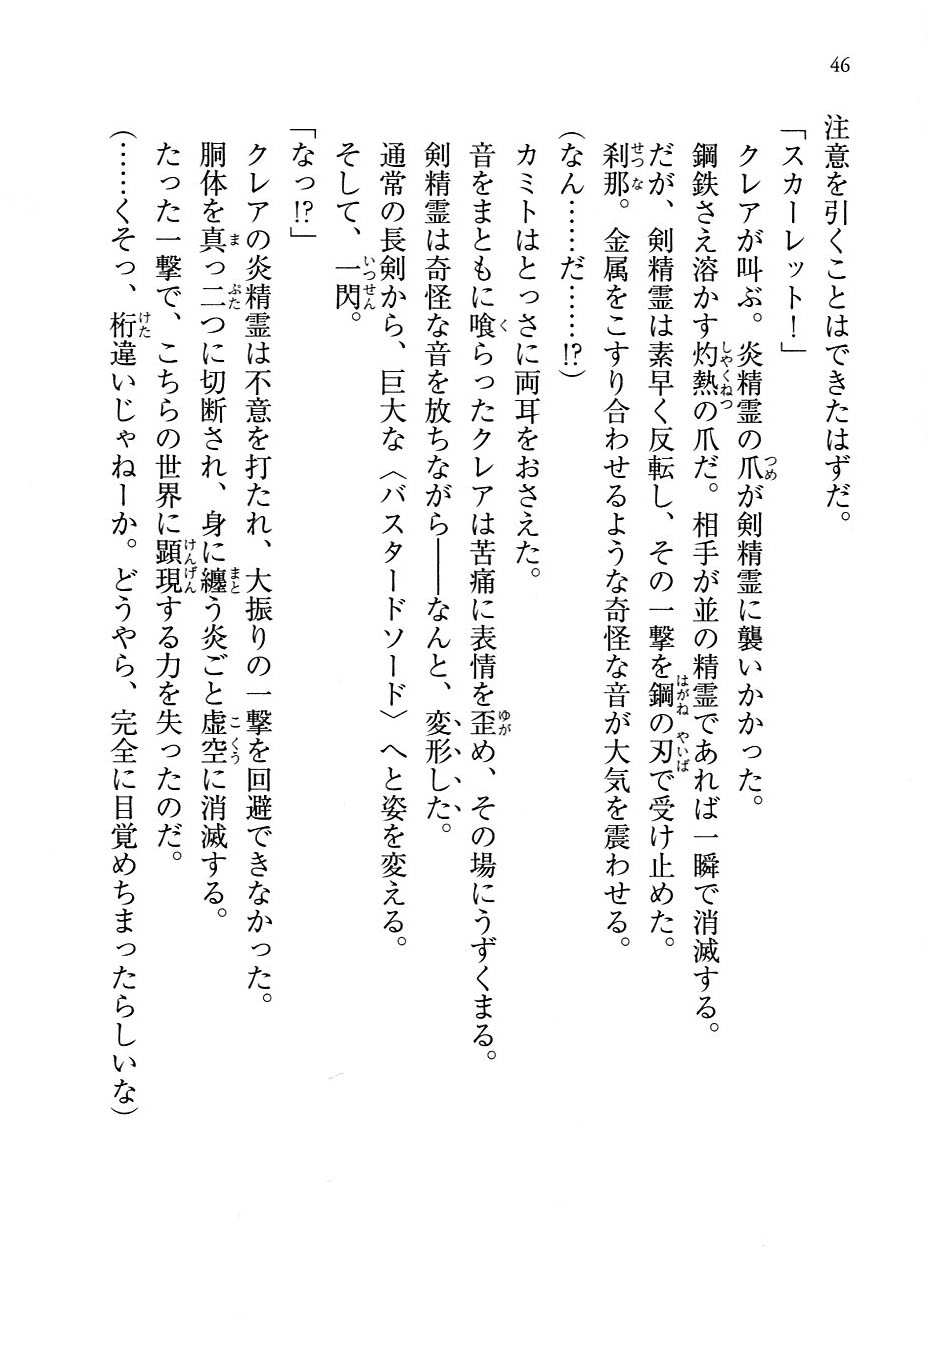 46
注意を引くことはできたはずだ。
「スカーレット！」
クレアが叫ぶ。炎精霊の爪が剣精霊に襲いかかった。
鋼鉄さえ溶かす灼熱の爪だ。相手が並の精霊であれば一瞬で消滅する。
だが、剣精霊は素早く反転し、その一撃を鋼の刃で受け止めた。
刹那。金属をこすり合わせるような奇怪な音が大気を震わせる。
（なん……だ……!?）
カミトはとっさに両耳をおさえた。
音をまともに喰らったクレアは苦痛に表情を歪め、その場にうずくまる。
剣精霊は奇怪な音を放ちながら――なんと、変形した。
通常の長剣から、巨大な〈バスタードソード〉へと姿を変える。
そして、一閃。
「なっ!?」
クレアの炎精霊は不意を打たれ、大振りの一撃を回避できなかった。
胴体を真っ二つに切断され、身に纏う炎ごと虚空に消滅する。
たった一撃で、こちらの世界に顕現する力を失ったのだ。
（……くそっ、桁違いじゃねーか。どうやら、完全に目覚めちまったらしいな）